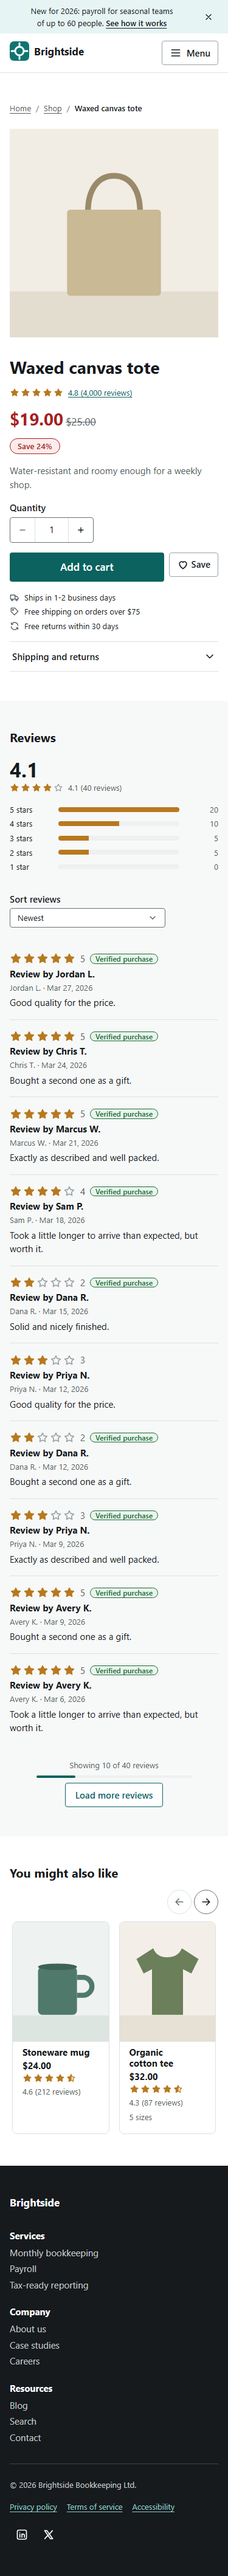 New for 2026: payroll for seasonal teams
of up to 60 people. See how it works
Brightside
Menu
Home / Shop / Waxed canvas tote
Waxed canvas tote
4.8 (4,000 reviews)
$19.00 $25.00
Save 24%
Water-resistant and roomy enough for a weekly
shop.
Quantity
1
Add to cart
Save
Ships in 1-2 business days
Free shipping on orders over $75
Free returns within 30 days
Shipping and returns
Reviews
4.1
4.1 (40 reviews)
5 stars 20
4 stars 10
3 stars 5
2 stars 5
1 star 0
Sort reviews
Newest
5 Verified purchase
Review by Jordan L.
Jordan L. · Mar 27, 2026
Good quality for the price.
5 Verified purchase
Review by Chris T.
Chris T. · Mar 24, 2026
Bought a second one as a gift.
5 Verified purchase
Review by Marcus W.
Marcus W. · Mar 21, 2026
Exactly as described and well packed.
4 Verified purchase
Review by Sam P.
Sam P. · Mar 18, 2026
Took a little longer to arrive than expected, but
worth it.
2 Verified purchase
Review by Dana R.
Dana R. · Mar 15, 2026
Solid and nicely finished.
3
Review by Priya N.
Priya N. · Mar 12, 2026
Good quality for the price.
2 Verified purchase
Review by Dana R.
Dana R. · Mar 12, 2026
Bought a second one as a gift.
3 Verified purchase
Review by Priya N.
Priya N. · Mar 9, 2026
Exactly as described and well packed.
5 Verified purchase
Review by Avery K.
Avery K. · Mar 9, 2026
Bought a second one as a gift.
5 Verified purchase
Review by Avery K.
Avery K. · Mar 6, 2026
Took a little longer to arrive than expected, but
worth it.
Showing 10 of 40 reviews
Load more reviews
You might also like
Stoneware mug
$24.00
4.6 (212 reviews)
Organic
cotton tee
$32.00
4.3 (87 reviews)
5 sizes
Brightside
Services
Monthly bookkeeping
Payroll
Tax-ready reporting
Company
About us
Case studies
Careers
Resources
Blog
Search
Contact
© 2026 Brightside Bookkeeping Ltd.
Privacy policy Terms of service Accessibility